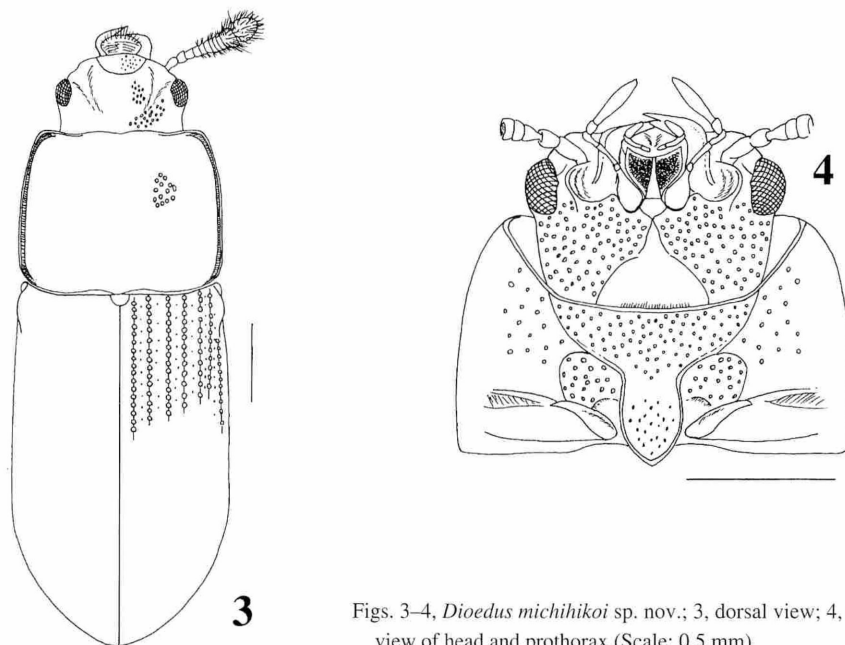 3
4
Figs. 3–4, Dioedus michihikoi sp. nov.; 3, dorsal view; 4,
view of head and prothorax (Scale: 0.5 mm)